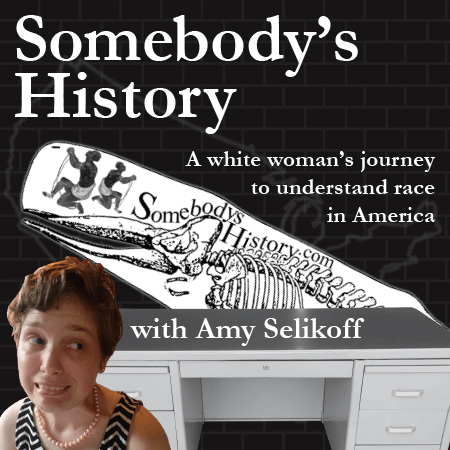 Somebody's
History
A white woman's journey
to understand race
in America
Somebodys
History.com
with Amy Selikoff